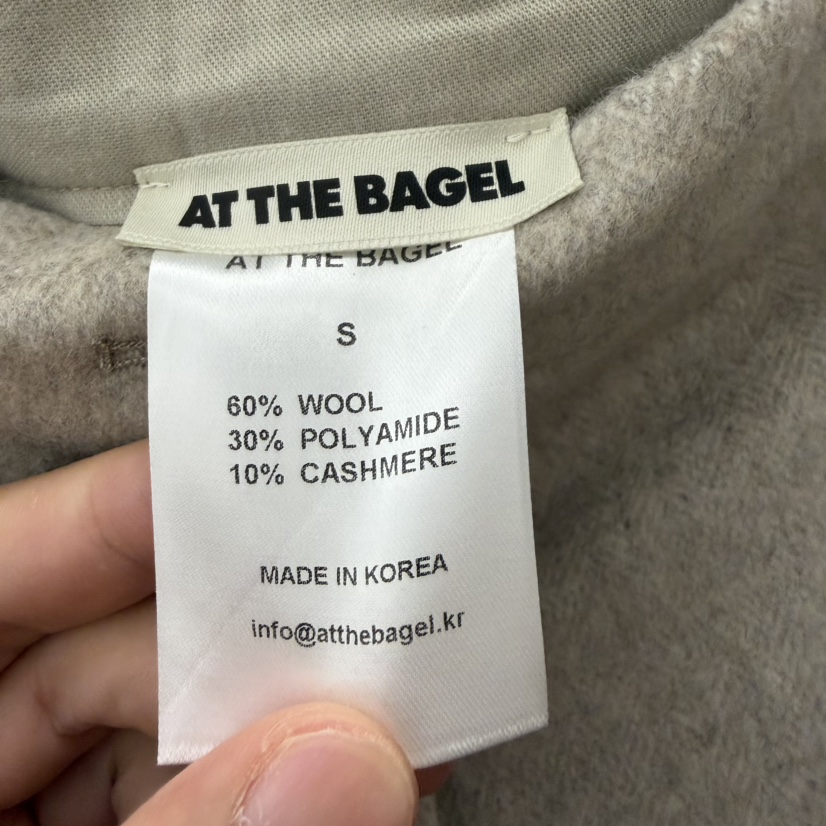 AT THE BAGEL
AT THE BAGEL
S
60% WOOL
30% POLYAMIDE
10% CASHMERE
MADE IN KOREA
info@atthebagel.kr